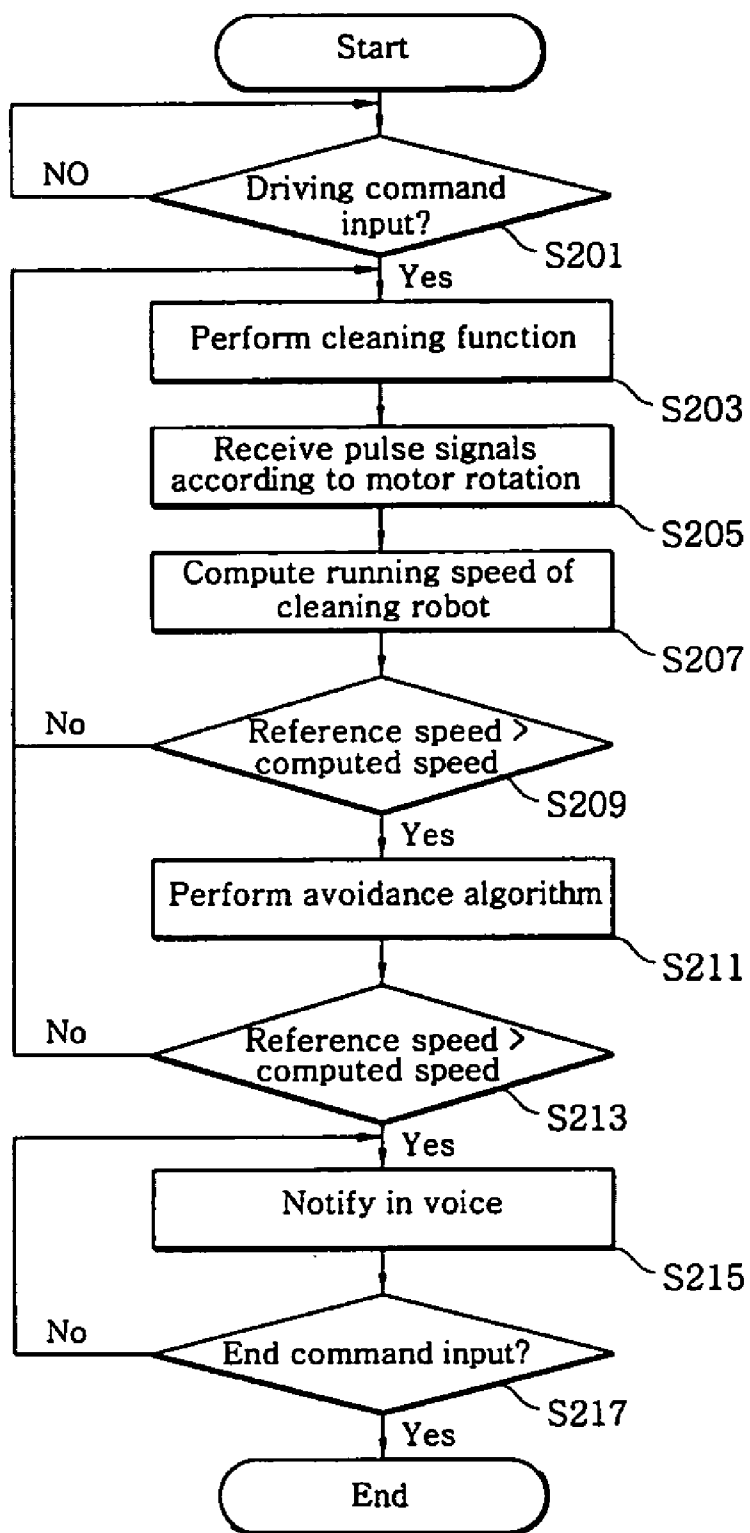 Start
NO
Driving command
input?
S201
Yes
Perform cleaning function
S203
Receive pulse signals
according to motor rotation
S205
Compute running speed of
cleaning robot
S207
No
Reference speed >
computed speed
S209
Yes
Perform avoidance algorithm
S211
No
Reference speed >
computed speed
S213
Yes
Notify in voice
S215
No
End command input?
S217
Yes
End